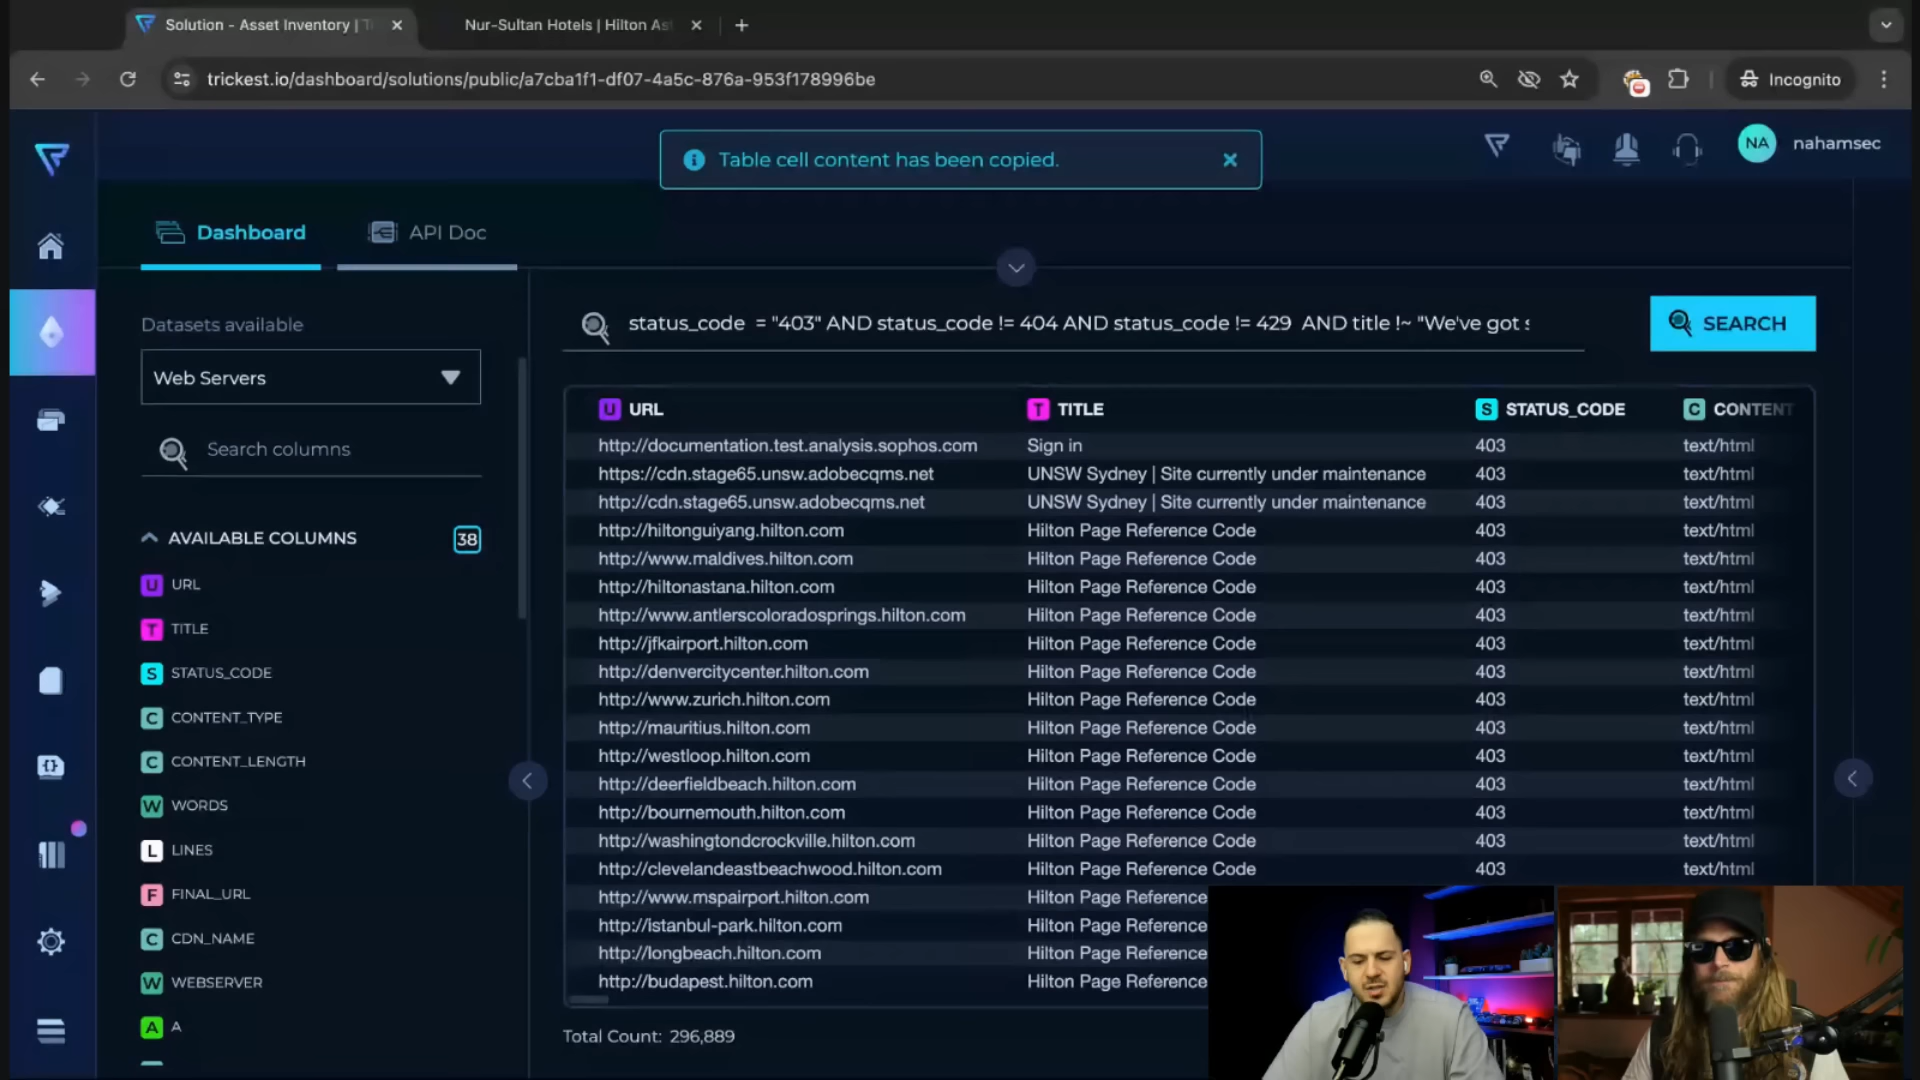 Solution - Asset Inventory |
Nur-Sultan Hotels | Hilton As
trickest.io/dashboard/solutions/public/a7cba1f1-df07-4a5c-876a-953f178996be
Incognito
Table cell content has been copied.
NA
nahamsec
Dashboard
API Doc
Datasets available
Web Servers
Search columns
AVAILABLE COLUMNS
38
U URL
T TITLE
S STATUS_CODE
C CONTENT_TYPE
C CONTENT_LENGTH
W WORDS
L LINES
F FINAL_URL
C CDN_NAME
W WEBSERVER
A A
status_code = "403" AND status_code != 404 AND status_code != 429 AND title !~ "We've got s
SEARCH
U URL T TITLE S STATUS_CODE C CONTENT
http://documentation.test.analysis.sophos.com Sign in 403 text/html
https://cdn.stage65.unsw.adobecqms.net UNSW Sydney | Site currently under maintenance 403 text/html
http://cdn.stage65.unsw.adobecqms.net UNSW Sydney | Site currently under maintenance 403 text/html
http://hiltonguiyang.hilton.com Hilton Page Reference Code 403 text/html
http://www.maldives.hilton.com Hilton Page Reference Code 403 text/html
http://hiltonastana.hilton.com Hilton Page Reference Code 403 text/html
http://www.antlerscoloradosprings.hilton.com Hilton Page Reference Code 403 text/html
http://jfkairport.hilton.com Hilton Page Reference Code 403 text/html
http://denvercitycenter.hilton.com Hilton Page Reference Code 403 text/html
http://www.zurich.hilton.com Hilton Page Reference Code 403 text/html
http://mauritius.hilton.com Hilton Page Reference Code 403 text/html
http://westloop.hilton.com Hilton Page Reference Code 403 text/html
http://deerfieldbeach.hilton.com Hilton Page Reference Code 403 text/html
http://bournemouth.hilton.com Hilton Page Reference Code 403 text/html
http://washingtondcrockville.hilton.com Hilton Page Reference Code 403 text/html
http://clevelandeastbeachwood.hilton.com Hilton Page Reference Code 403 text/html
http://www.mspairport.hilton.com Hilton Page Reference
http://istanbul-park.hilton.com Hilton Page Reference
http://longbeach.hilton.com Hilton Page Reference
http://budapest.hilton.com Hilton Page Reference
Total Count: 296,889